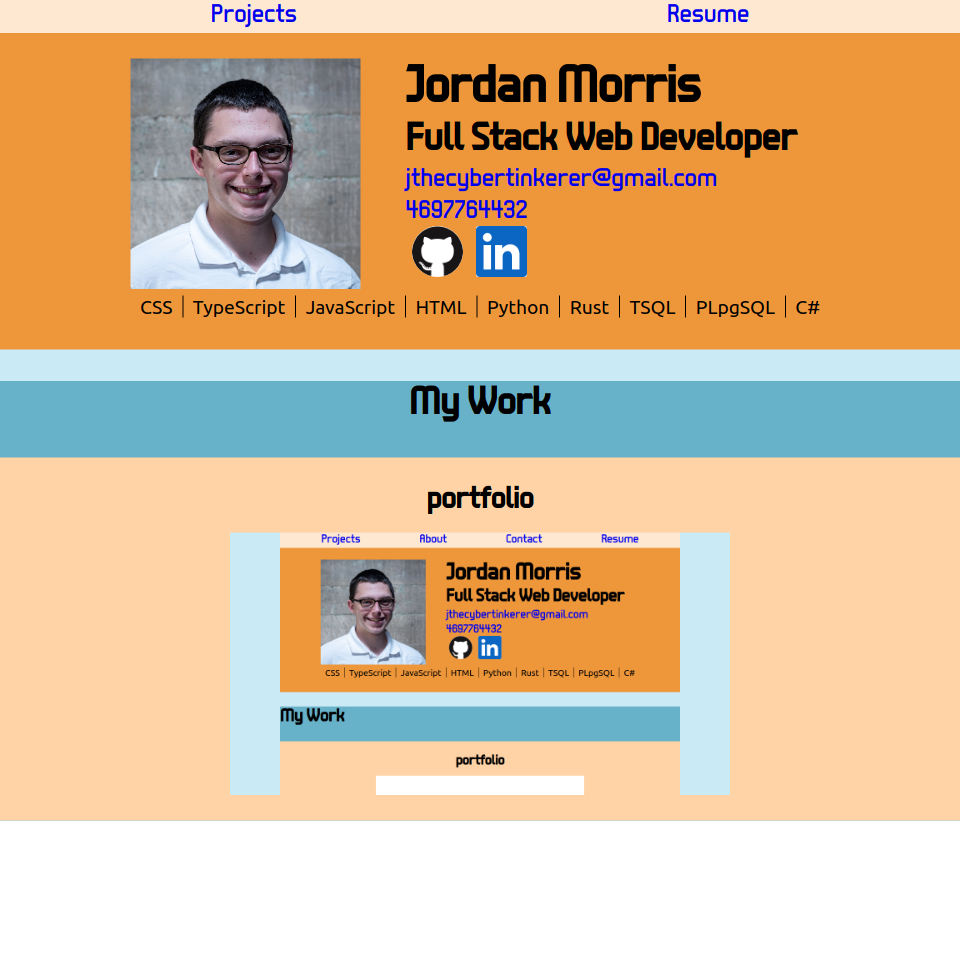 Projects Resume
Jordan Morris
Full Stack Web Developer
jthecybertinkerer@gmail.com
4697764432
in
CSS | TypeScript | JavaScript | HTML | Python | Rust | TSQL | PLpgSQL | C#
My Work
portfolio
Projects About Contact Resume
Jordan Morris
Full Stack Web Developer
jthecybertinkerer@gmail.com
4697764432
in
CSS | TypeScript | JavaScript | HTML | Python | Rust | TSQL | PLpgSQL | C#
My Work
portfolio